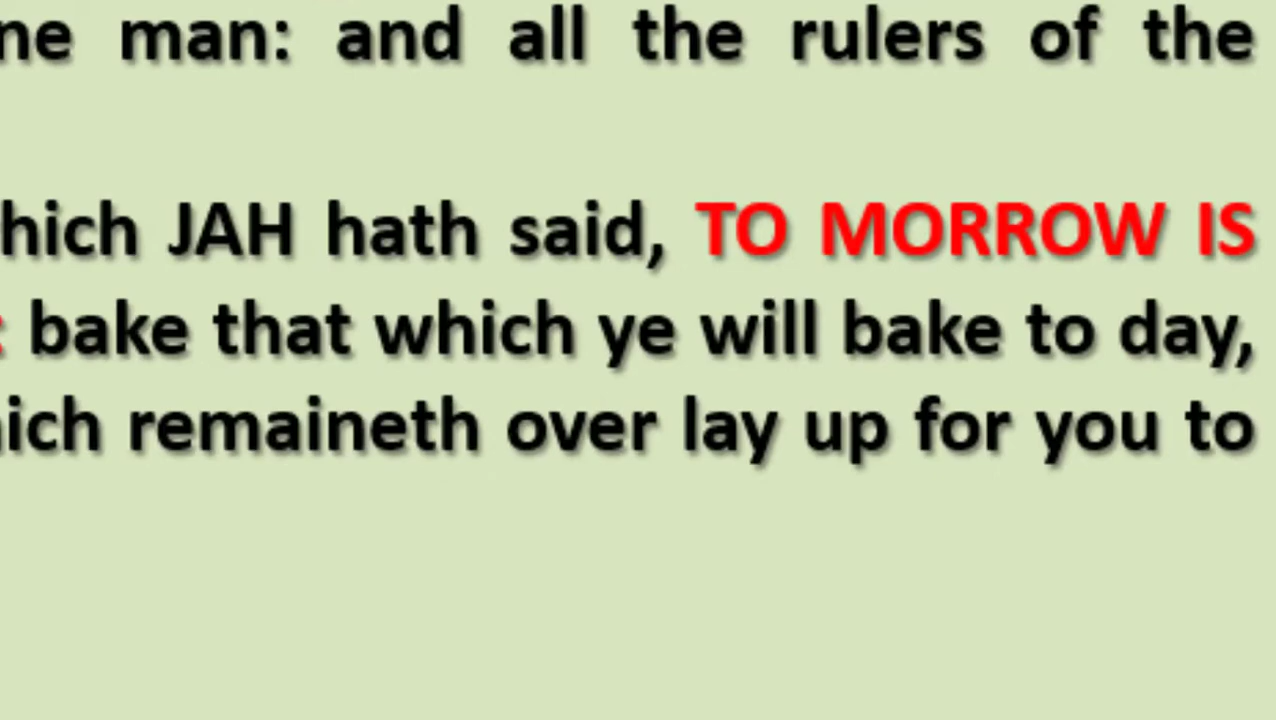 ne man: and all the rulers of the
hich JAH hath said, TO MORROW IS
: bake that which ye will bake to day,
ich remaineth over lay up for you to